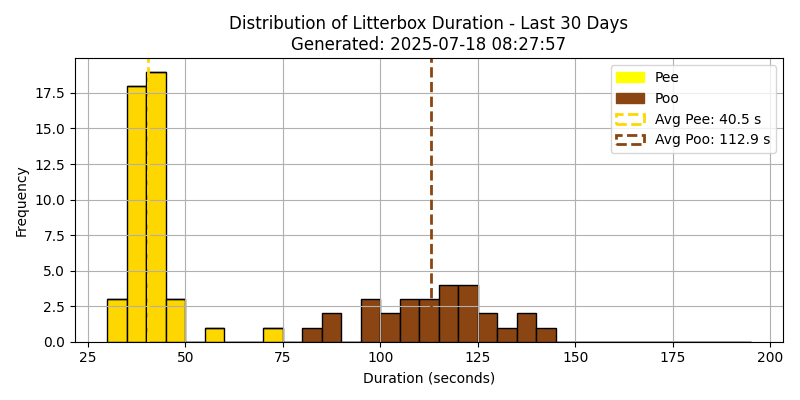 Distribution of Litterbox Duration - Last 30 Days
Generated: 2025-07-18 08:27:57
Pee
Poo
Avg Pee: 40.5 s
Avg Poo: 112.9 s
Frequency
17.5
15.0
12.5
10.0
7.5
5.0
2.5
0.0
25 50 75 100 125 150 175 200
Duration (seconds)